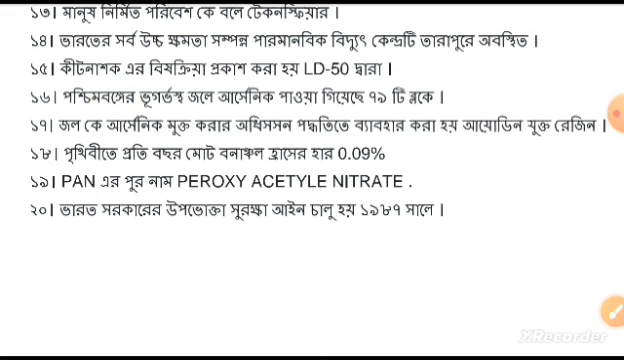 ১৩। মানুষ নির্মিত পরিবেশ কে বলে টেকনস্ফিয়ার ।
১৪। ভারতের সর্ব উচ্চ ক্ষমতা সম্পন্ন পারমানবিক বিদ্যুৎ কেন্দ্রটি তারাপুরে অবস্থিত ।
১৫। কীটনাশক এর বিষক্রিয়া প্রকাশ করা হয় LD-50 দ্বারা ।
১৬। পশ্চিমবঙ্গের ভূগর্ভস্থ জলে আর্সেনিক পাওয়া গিয়েছে ৭৯ টি ব্লকে ।
১৭। জল কে আর্সেনিক মুক্ত করার অধিসসন পদ্ধতিতে ব্যাবহার করা হয় আয়োডিন যুক্ত রেজিন ।
১৮। পৃথিবীতে প্রতি বছর মোট বনাঞ্চল হ্রাসের হার 0.09%
১৯। PAN এর পুর নাম PEROXY ACETYLE NITRATE .
২০। ভারত সরকারের উপভোক্তা সুরক্ষা আইন চালু হয় ১৯৮৭ সালে ।
XRecorder